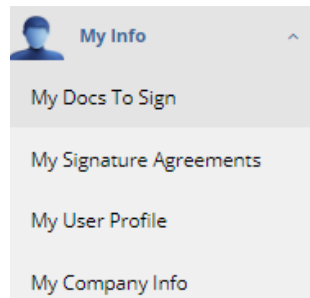 My Info
My Docs To Sign
My Signature Agreements
My User Profile
My Company Info